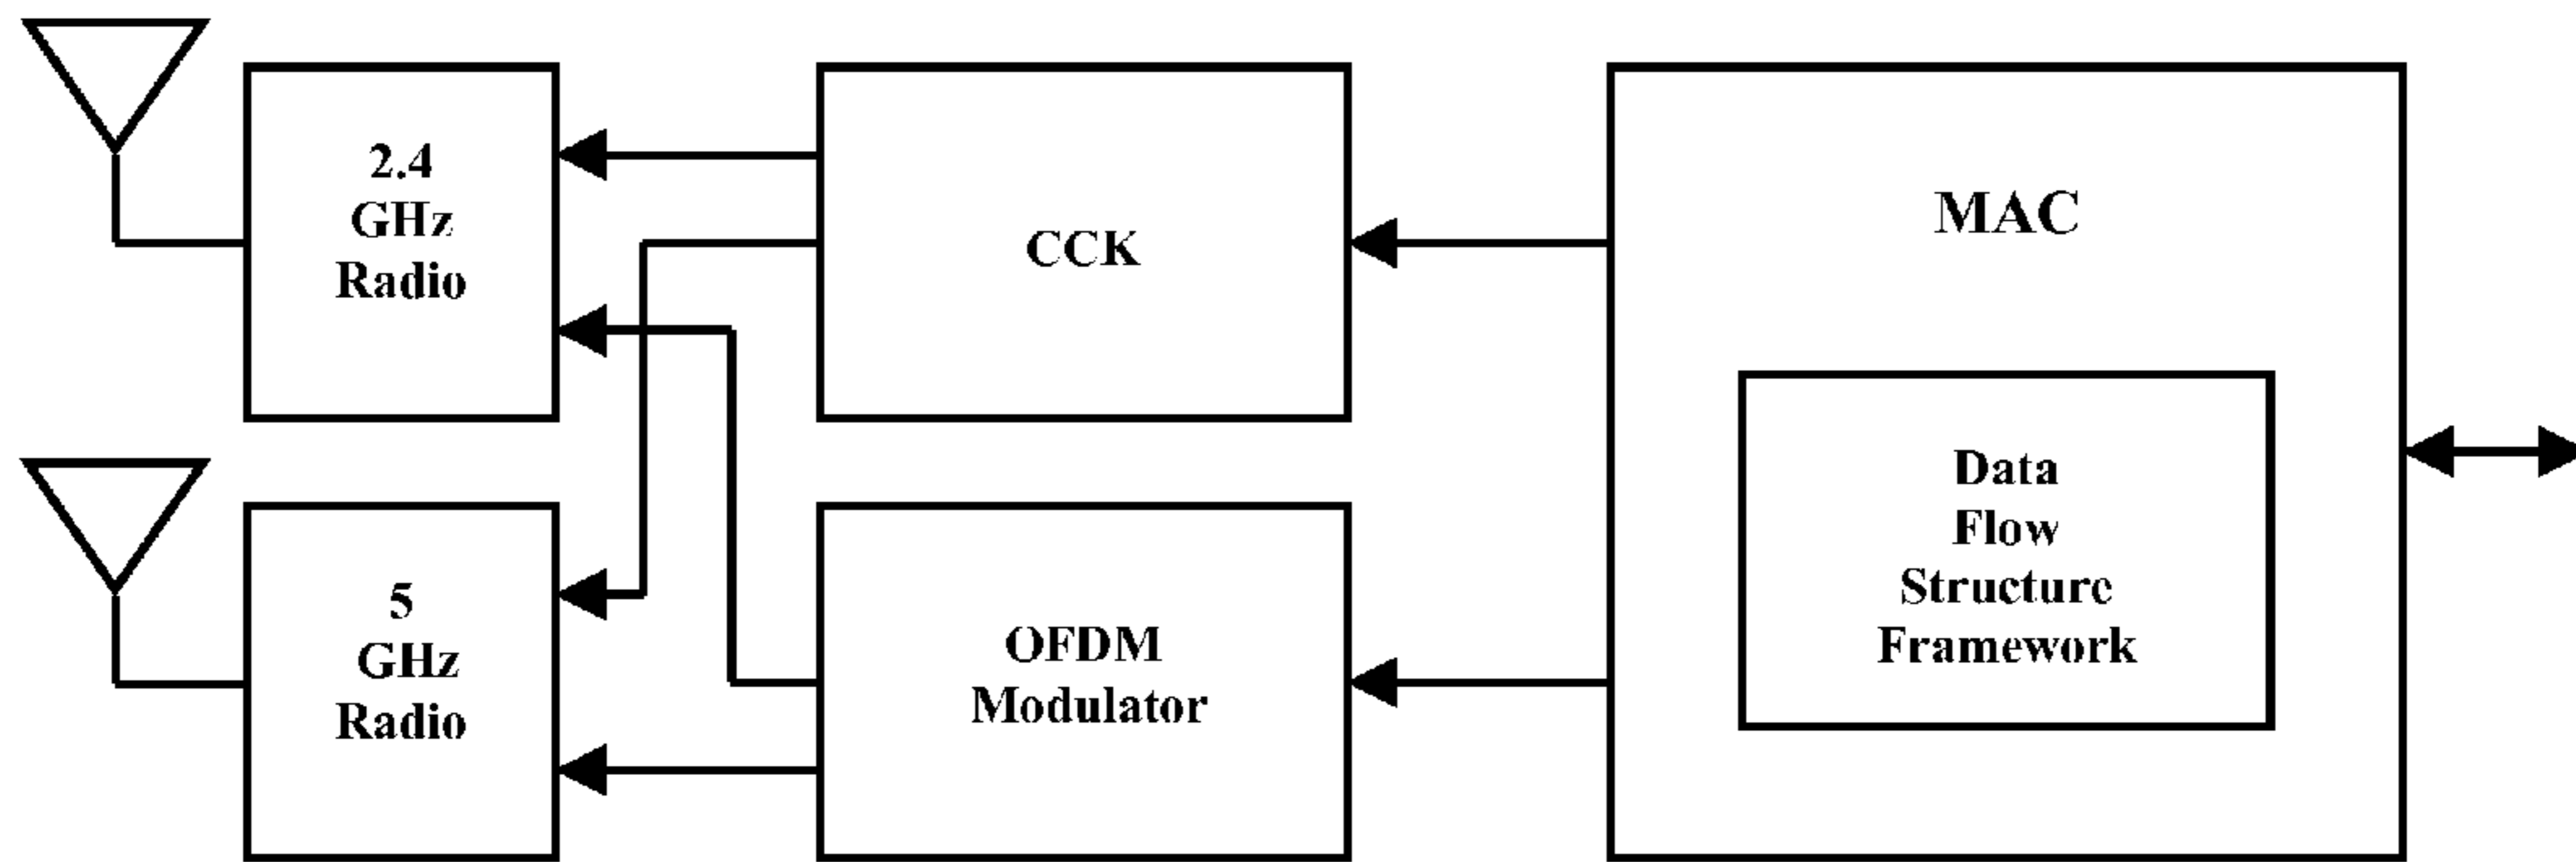 2.4
GHz
Radio
CCK
MAC
5
GHz
Radio
OFDM
Modulator
Data
Flow
Structure
Framework